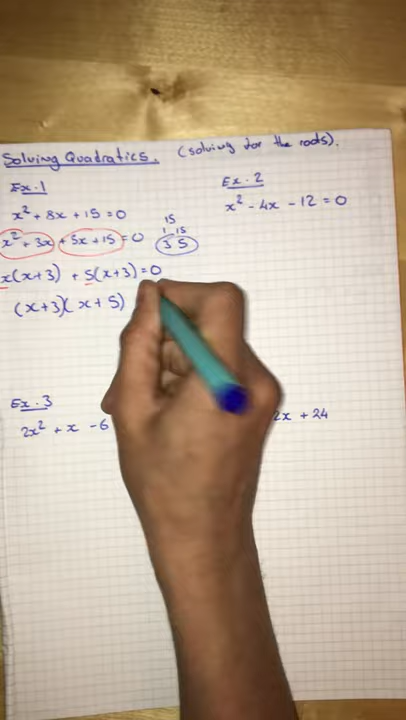 Solving Quadratics. (solving for the roots).
Ex.1
x² + 8x + 15 = 0
15
1 15
3 5
x² + 3x + 5x + 15 = 0
x(x+3) + 5(x+3) = 0
(x+3)(x+5)
Ex.2
x² - 4x - 12 = 0
Ex.3
2x² + x - 6
2x + 24